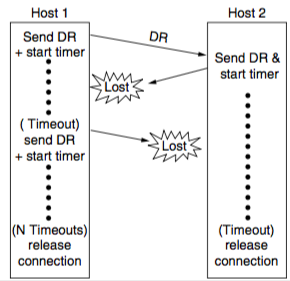 Host 1
Host 2
Send DR
+ start timer
DR
Send DR &
start timer
Lost
( Timeout)
send DR
+ start timer
Lost
(N Timeouts)
release
connection
(Timeout)
release
connection